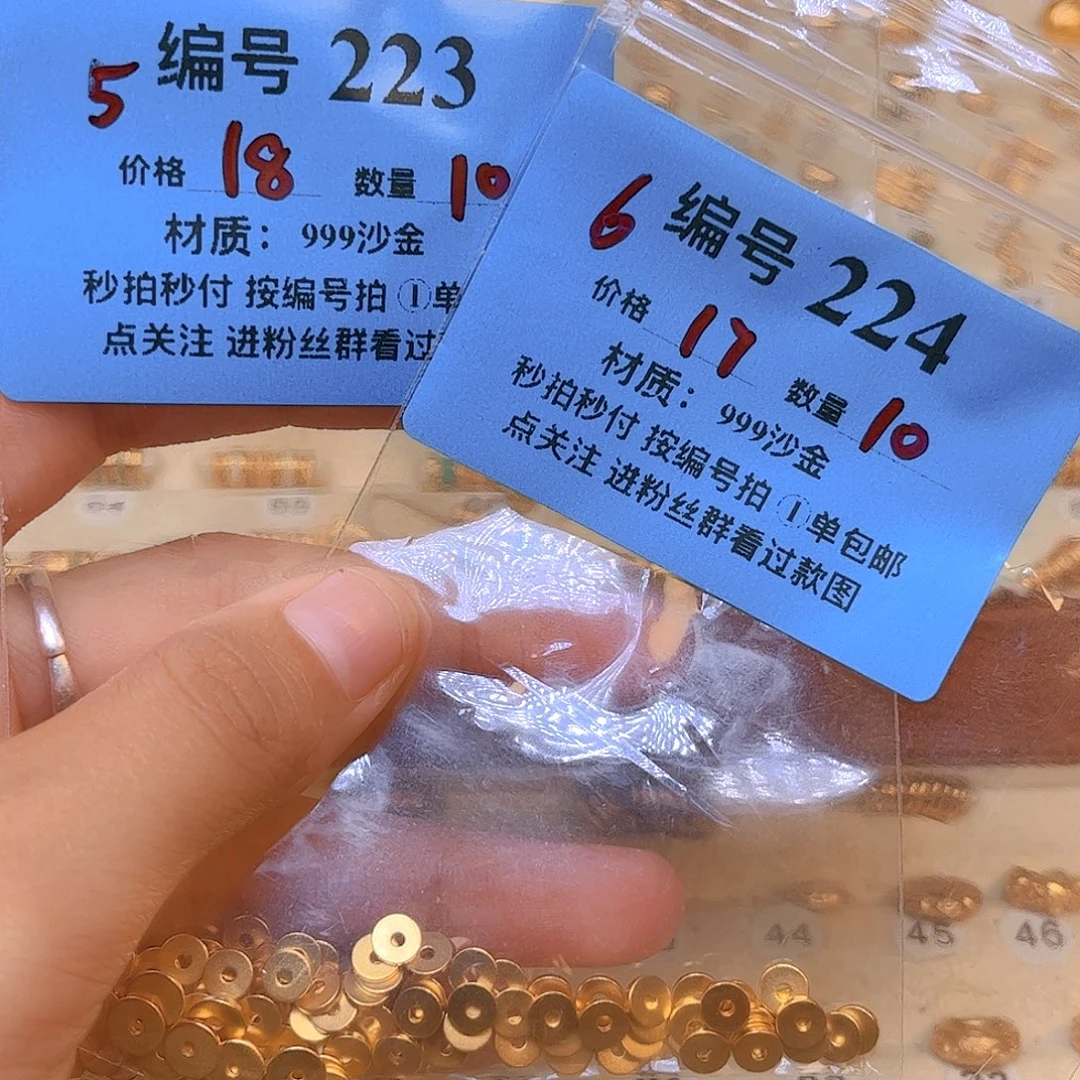 5 编号 223
价格 18 数量 10
材质： 999沙金
秒拍秒付 按编号拍 ①单
点关注 进粉丝群看过
6 编号 224
价格 17 数量 10
材质： 999沙金
秒拍秒付 按编号拍 ①单包邮
点关注 进粉丝群看过款图
44 45 46